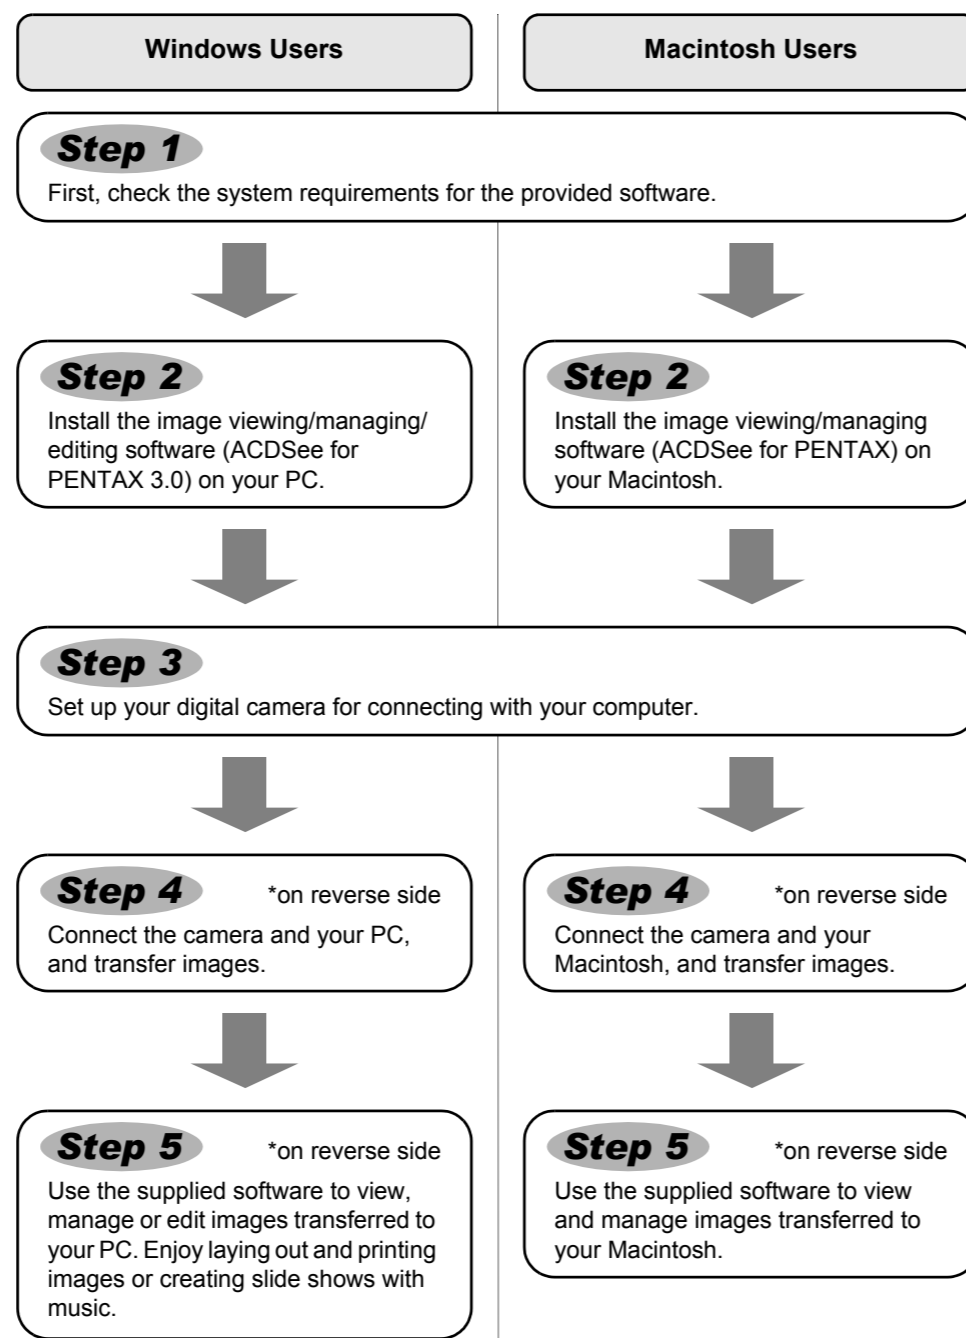 Windows Users
Macintosh Users
Step 1
First, check the system requirements for the provided software.
Step 2
Install the image viewing/managing/
editing software (ACDSee for
PENTAX 3.0) on your PC.
Step 2
Install the image viewing/managing
software (ACDSee for PENTAX) on
your Macintosh.
Step 3
Set up your digital camera for connecting with your computer.
Step 4 *on reverse side
Connect the camera and your PC,
and transfer images.
Step 4 *on reverse side
Connect the camera and your
Macintosh, and transfer images.
Step 5 *on reverse side
Use the supplied software to view,
manage or edit images transferred to
your PC. Enjoy laying out and printing
images or creating slide shows with
music.
Step 5 *on reverse side
Use the supplied software to view
and manage images transferred to
your Macintosh.